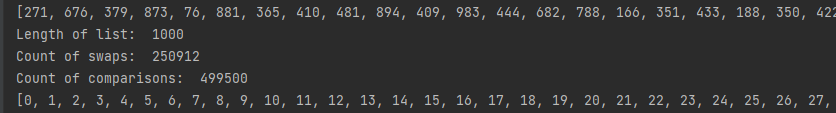 [271, 676, 379, 873, 76, 881, 365, 410, 481, 894, 409, 983, 444, 682, 788, 166, 351, 433, 188, 350, 422
Length of list:  1000
Count of swaps:  250912
Count of comparisons:  499500
[0, 1, 2, 3, 4, 5, 6, 7, 8, 9, 10, 11, 12, 13, 14, 15, 16, 17, 18, 19, 20, 21, 22, 23, 24, 25, 26, 27,